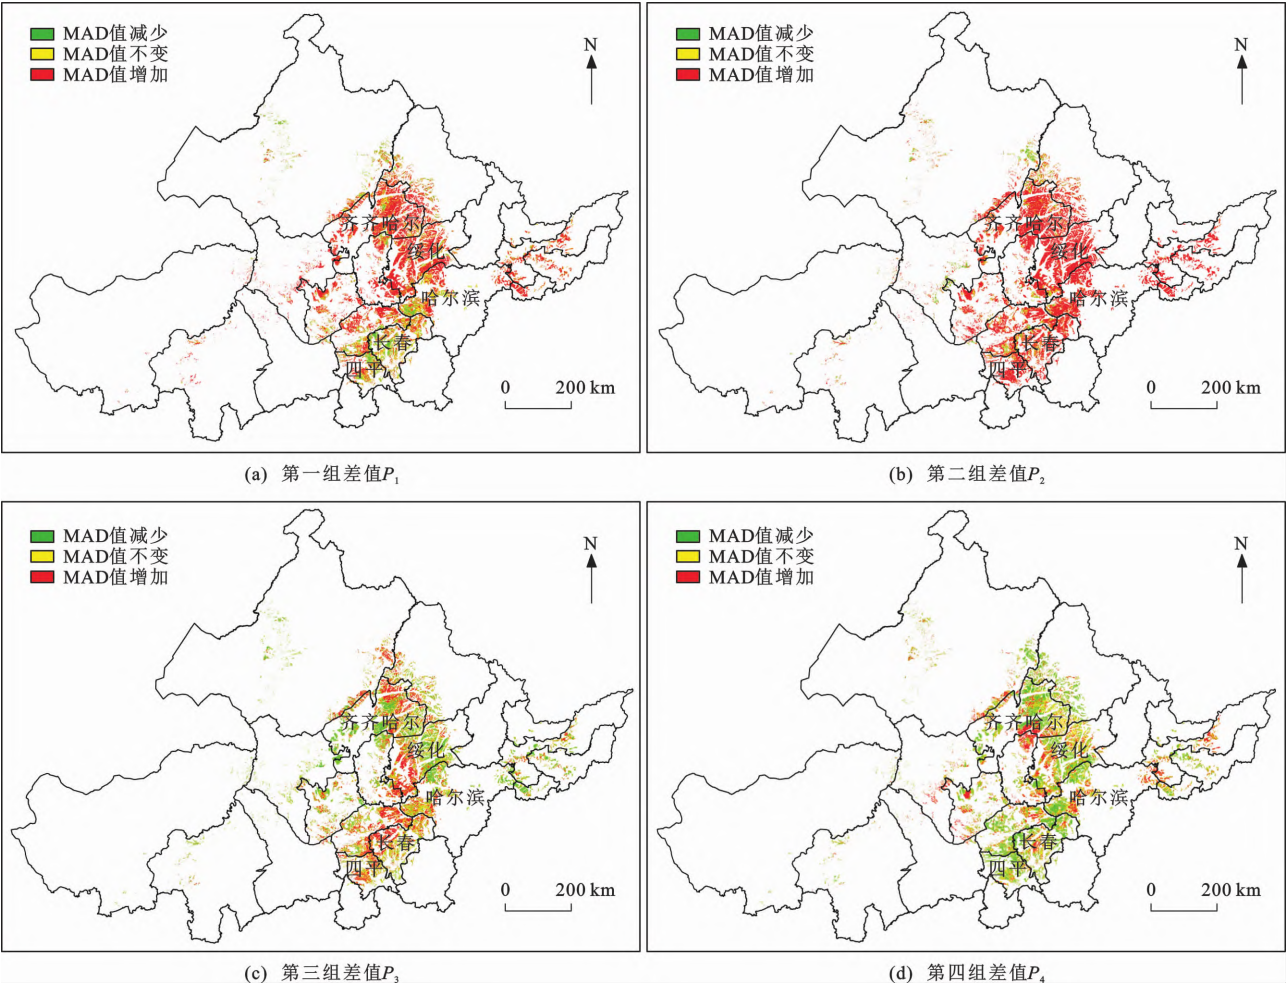 MAD值减少
MAD值不变
MAD值增加
N
齐齐哈尔
绥化
哈尔滨
长春
四平
0 200 km
(a) 第一组差值P1
MAD值减少
MAD值不变
MAD值增加
N
齐齐哈尔
绥化
哈尔滨
长春
四平
0 200 km
(b) 第二组差值P2
MAD值减少
MAD值不变
MAD值增加
N
齐齐哈尔
绥化
哈尔滨
长春
四平
0 200 km
(c) 第三组差值P3
MAD值减少
MAD值不变
MAD值增加
N
齐齐哈尔
绥化
哈尔滨
长春
四平
0 200 km
(d) 第四组差值P4